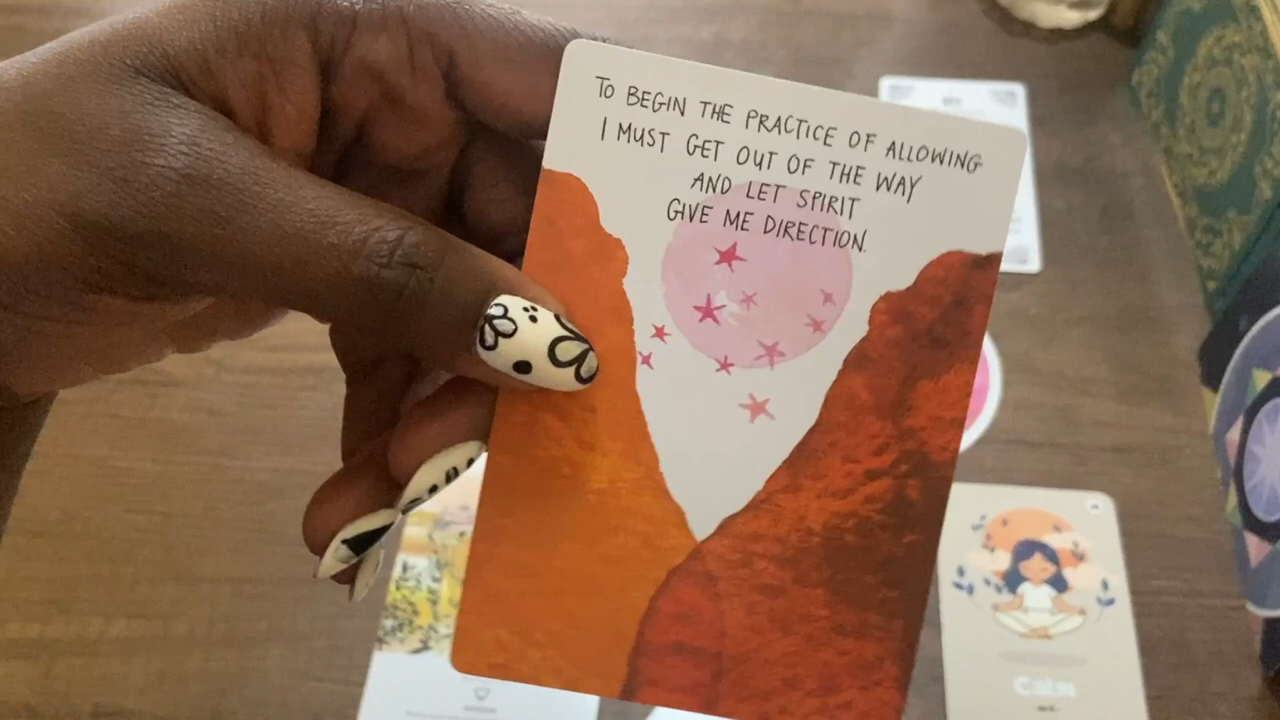 TO BEGIN THE PRACTICE OF ALLOWING
I MUST GET OUT OF THE WAY
AND LET SPIRIT
GIVE ME DIRECTION.
Calm